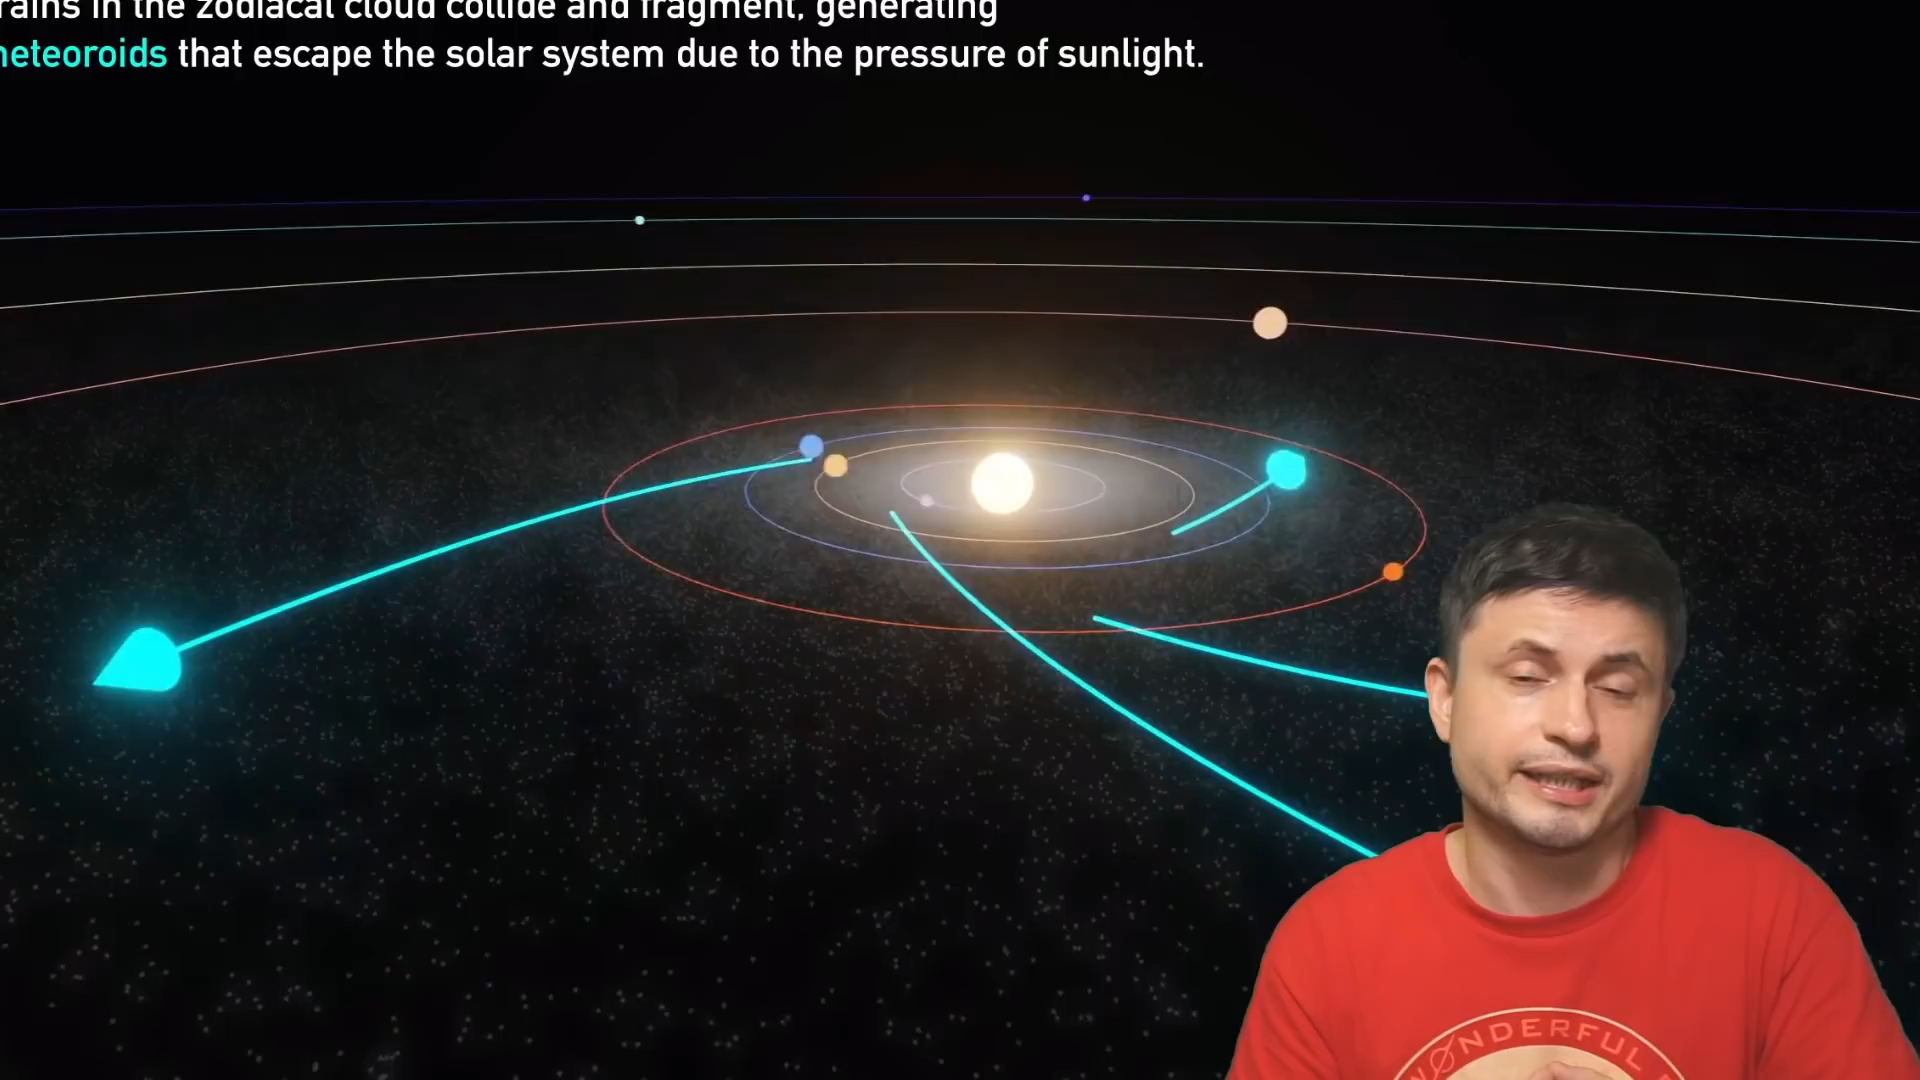 rains in the zodiacal cloud collide and fragment, generating
meteoroids that escape the solar system due to the pressure of sunlight.
WONDERFUL